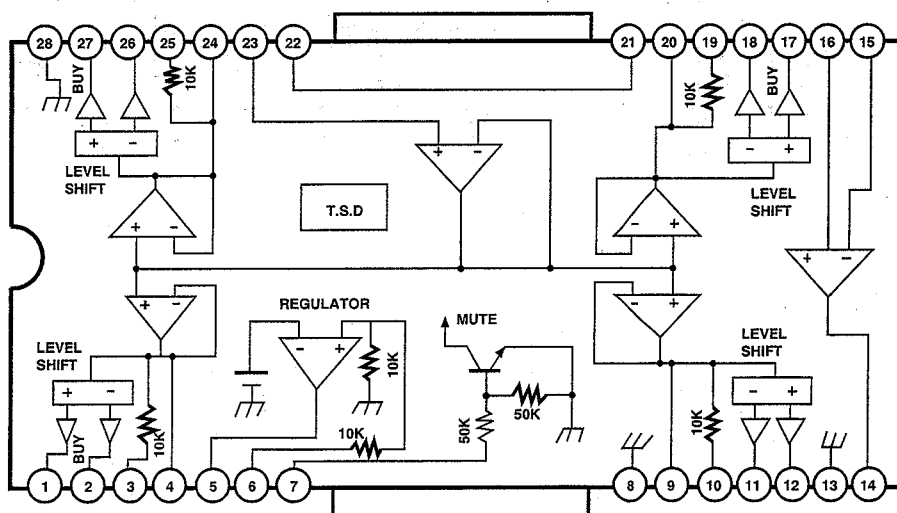 28 27 26 25 24 23 22 21 20 19 18 17 16 15
BUY
10K
10K
BUY
+ -
- +
LEVEL
SHIFT
LEVEL
SHIFT
+ -
T.S.D
+ -
- +
+ -
+ -
- +
REGULATOR
MUTE
LEVEL
SHIFT
- +
LEVEL
SHIFT
+ -
- +
10K
50K
BUY
10K
10K
50K
10K
1 2 3 4 5 6 7 8 9 10 11 12 13 14